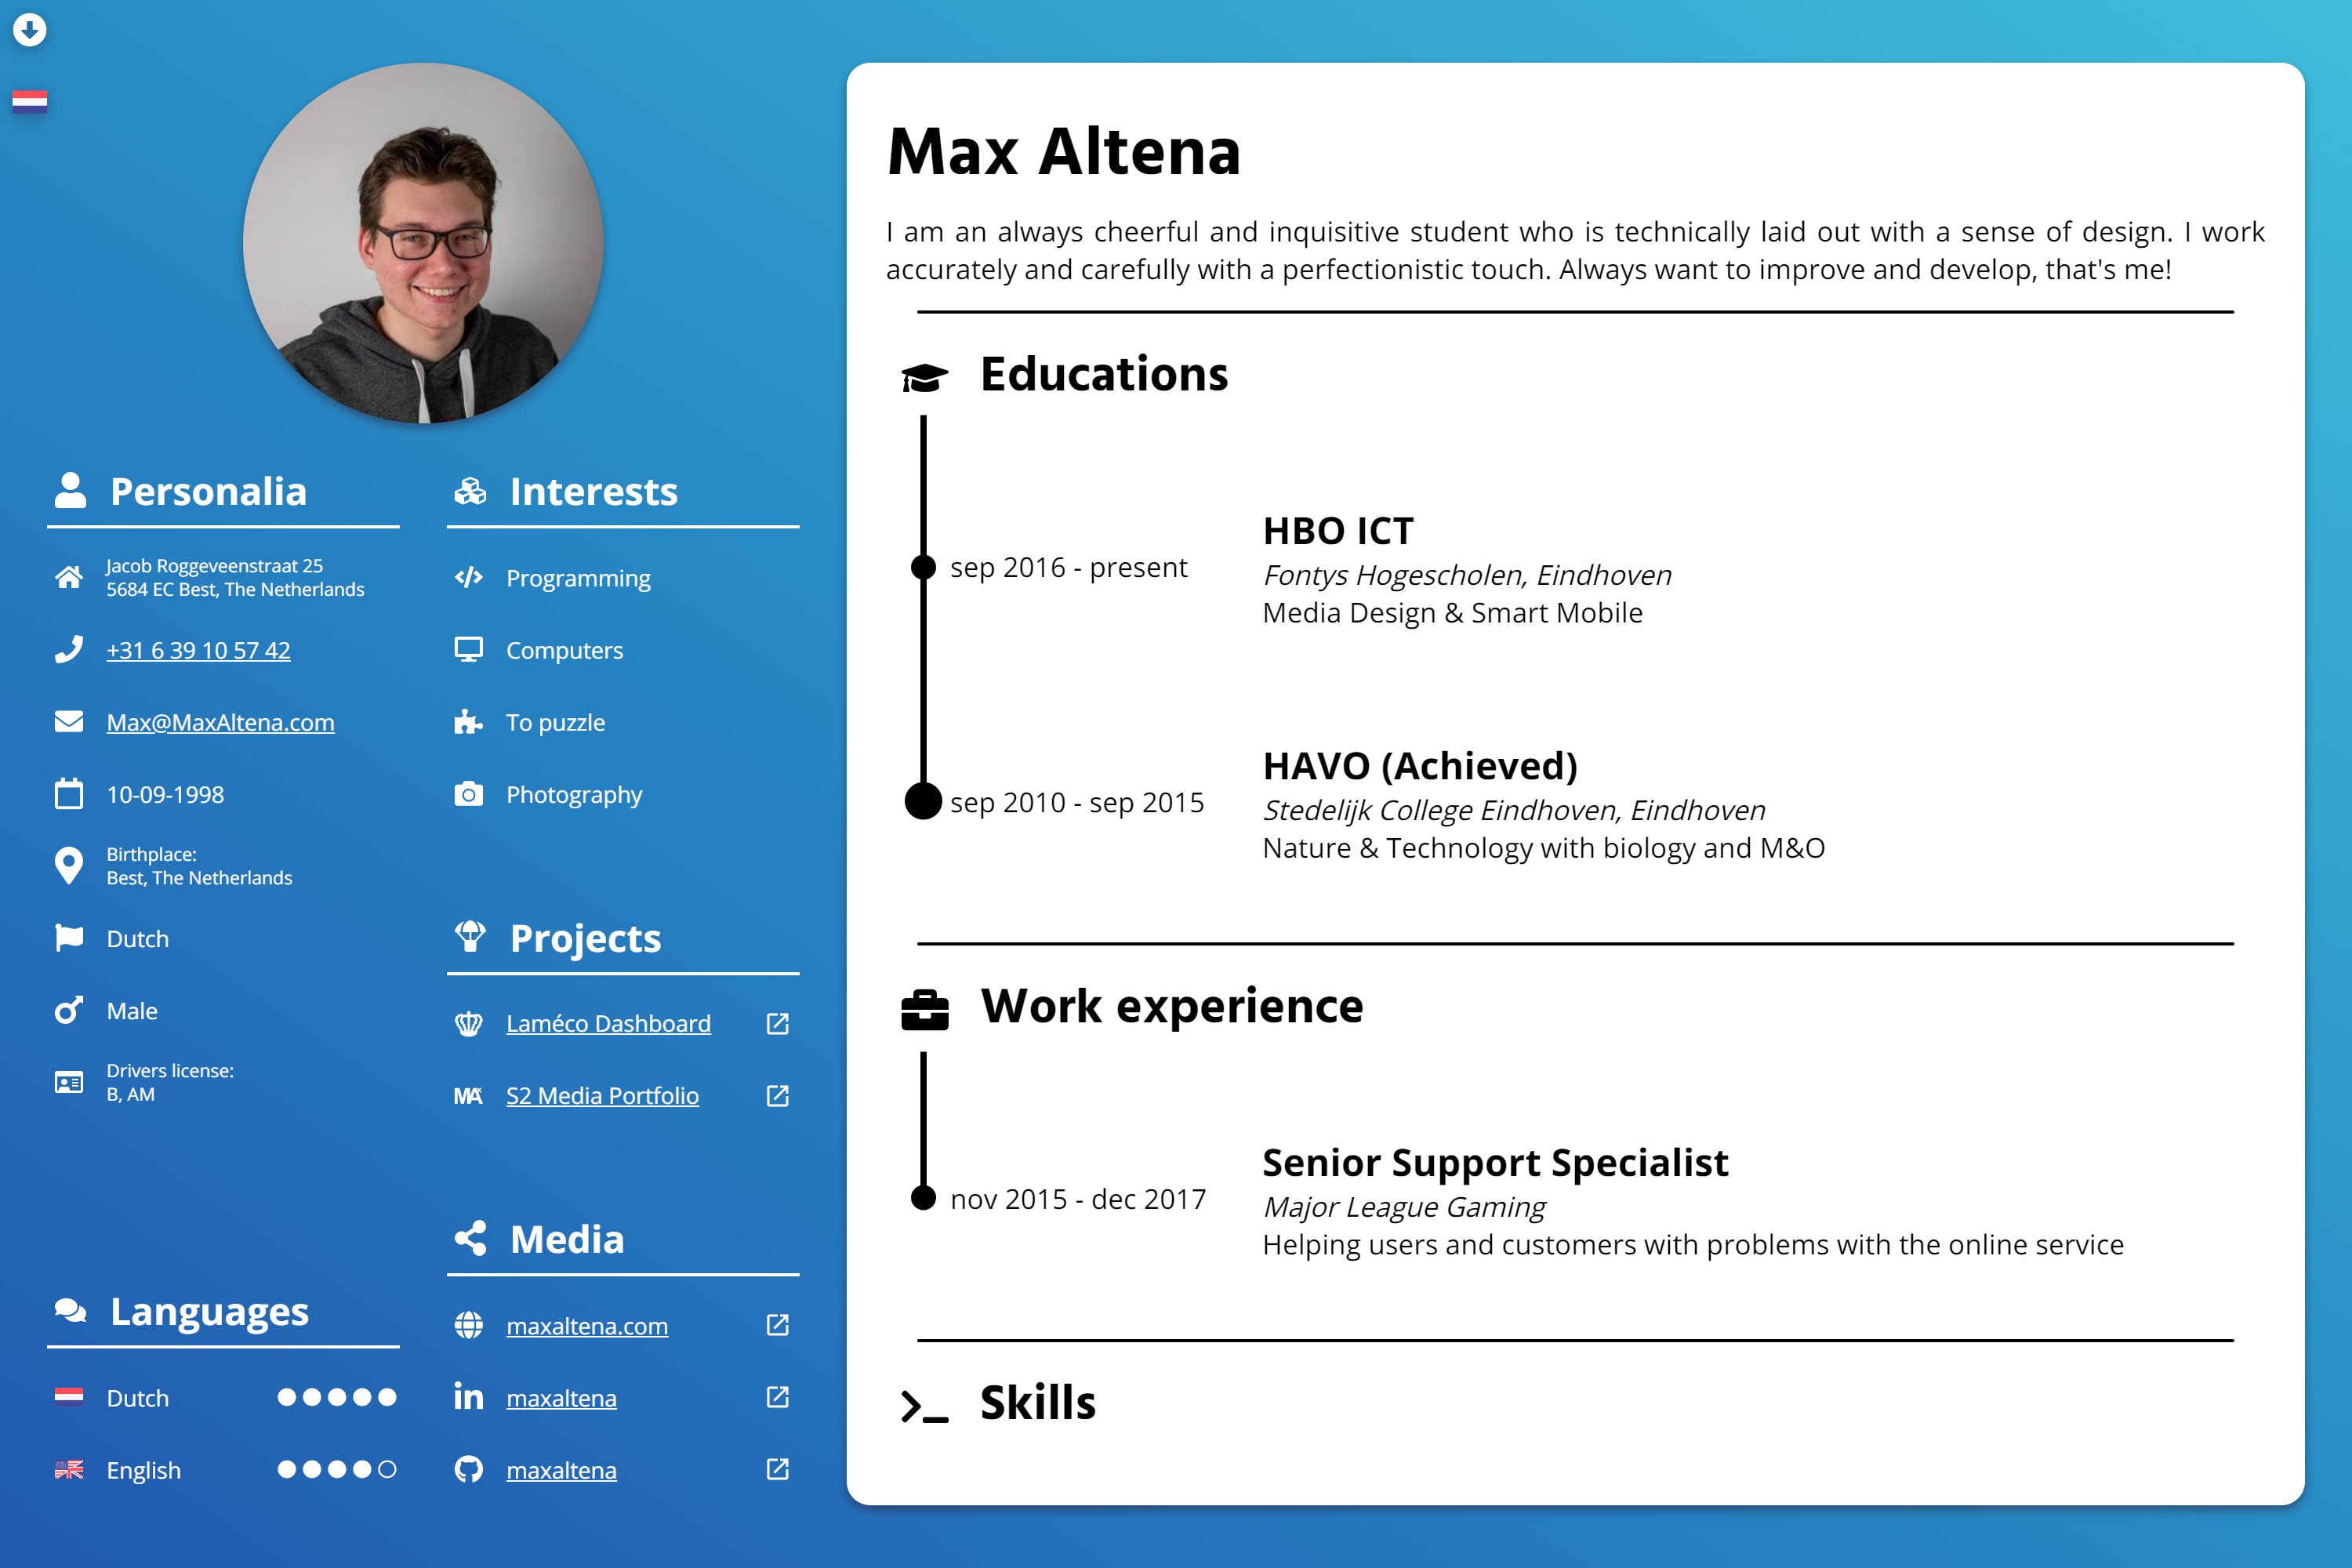 Max Altena
I am an always cheerful and inquisitive student who is technically laid out with a sense of design. I work
accurately and carefully with a perfectionistic touch. Always want to improve and develop, that's me!
Personalia
Jacob Roggeveenstraat 25
5684 EC Best, The Netherlands
+31 6 39 10 57 42
Max@MaxAltena.com
10-09-1998
Birthplace:
Best, The Netherlands
Dutch
Male
Drivers license:
B, AM
Languages
Dutch
English
Interests
Programming
Computers
To puzzle
Photography
Projects
Laméco Dashboard
MA S2 Media Portfolio
Media
maxaltena.com
in maxaltena
maxaltena
Educations
sep 2016 - present
HBO ICT
Fontys Hogescholen, Eindhoven
Media Design & Smart Mobile
sep 2010 - sep 2015
HAVO (Achieved)
Stedelijk College Eindhoven, Eindhoven
Nature & Technology with biology and M&O
Work experience
nov 2015 - dec 2017
Senior Support Specialist
Major League Gaming
Helping users and customers with problems with the online service
Skills